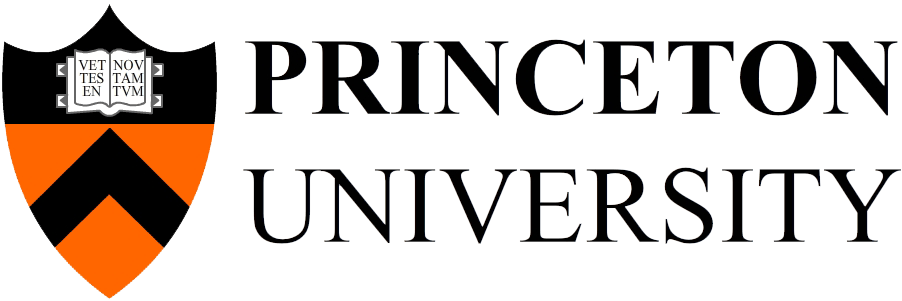 VET NOV
TES TAM
EN TVM
PRINCETON
UNIVERSITY